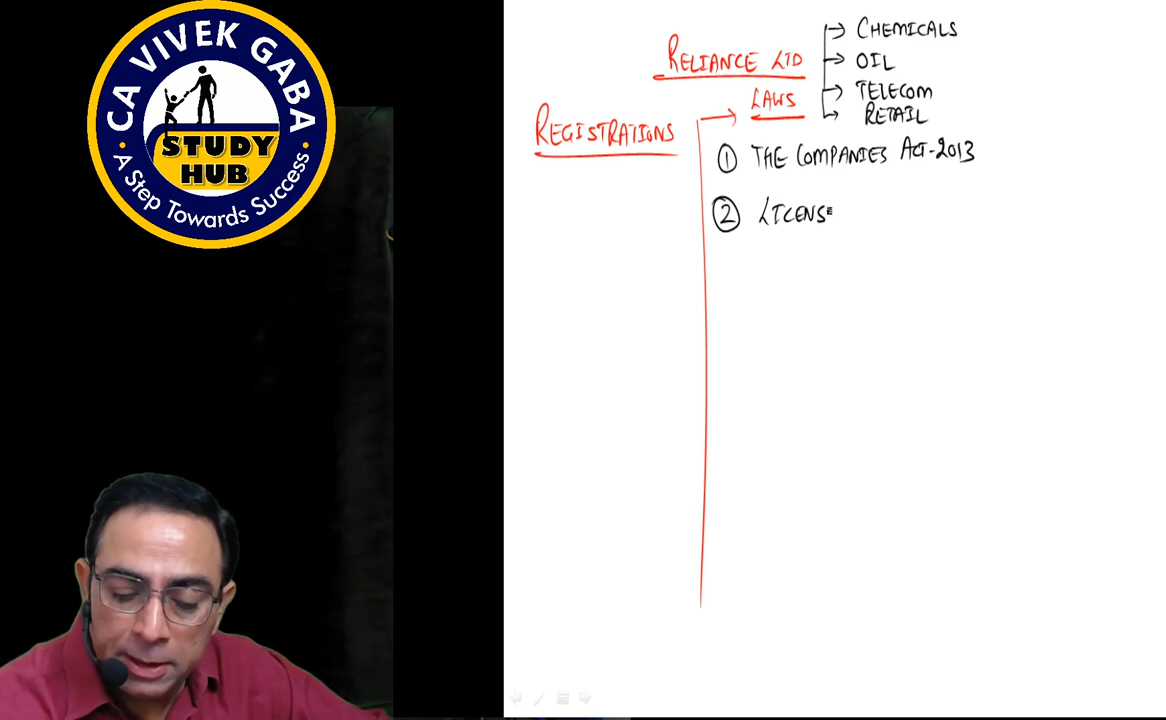 CA VIVEK GABA
STUDY
HUB
• A Step Towards Success •
RELIANCE LTD
CHEMICALS
OIL
TELECOM
RETAIL
REGISTRATIONS
LAWS
① THE COMPANIES ACT-2013
② LICENS